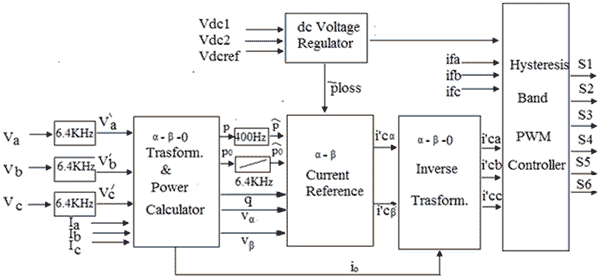 Vdc1
Vdc2
Vdcref
dc Voltage
Regulator
p̃loss
ifa
ifb
ifc
Hysteresis
Band
PWM
Controller
S1
S2
S3
S4
S5
S6
Va
6.4KHz
V`a
Vb
6.4KHz
V'b
Vc
6.4KHz
V'c
Ia
Ib
Ic
α-β-0
Trasform.
&
Power
Calculator
p
400Hz
p̃
p0
6.4KHz
p̃0
q
vα
vβ
α-β
Current
Reference
i'cα
i'cβ
α-β-0
Inverse
Trasform.
i'ca
i'cb
i'cc
io